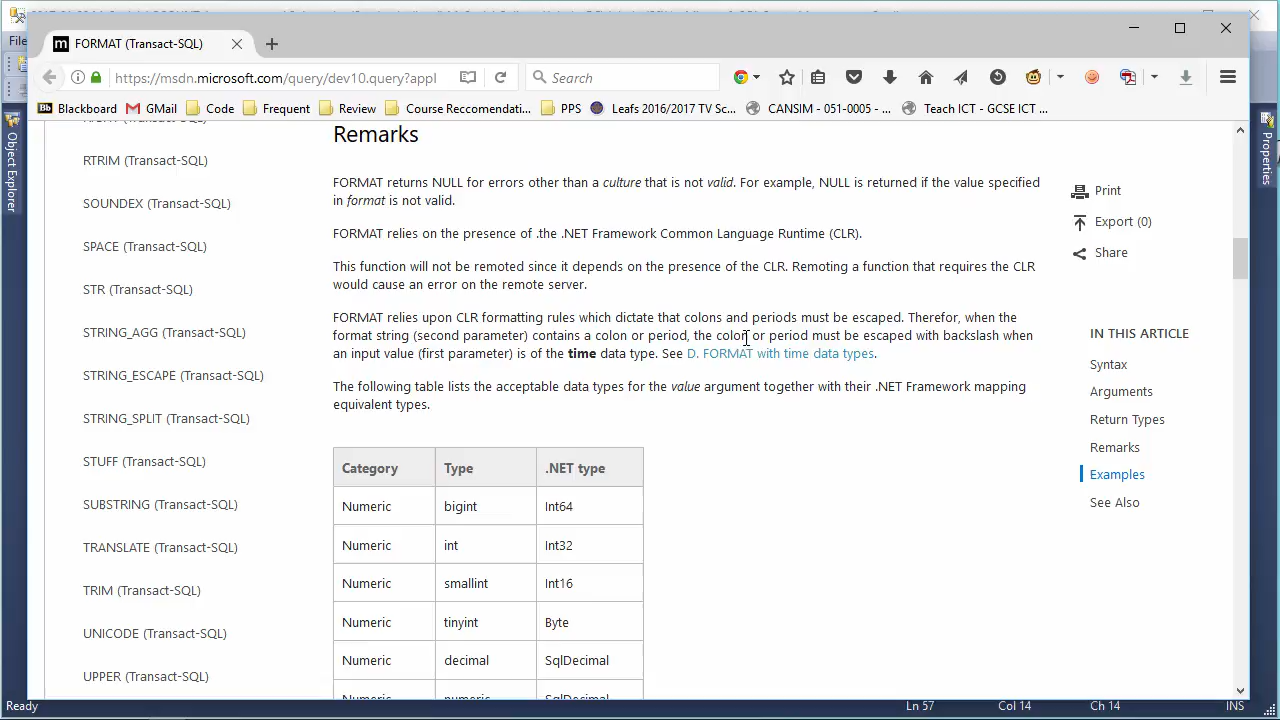 File
FORMAT (Transact-SQL)
https://msdn.microsoft.com/query/dev10.query?appl
Search
Blackboard
GMail
Code
Frequent
Review
Course Reccomendati...
PPS
Leafs 2016/2017 TV Sc...
CANSIM - 051-0005 -...
Teach ICT - GCSE ICT ...
Object Explorer
Properties
RTRIM (Transact-SQL)
SOUNDEX (Transact-SQL)
SPACE (Transact-SQL)
STR (Transact-SQL)
STRING_AGG (Transact-SQL)
STRING_ESCAPE (Transact-SQL)
STRING_SPLIT (Transact-SQL)
STUFF (Transact-SQL)
SUBSTRING (Transact-SQL)
TRANSLATE (Transact-SQL)
TRIM (Transact-SQL)
UNICODE (Transact-SQL)
UPPER (Transact-SQL)
Remarks
FORMAT returns NULL for errors other than a culture that is not valid. For example, NULL is returned if the value specified
in format is not valid.
FORMAT relies on the presence of .the .NET Framework Common Language Runtime (CLR).
This function will not be remoted since it depends on the presence of the CLR. Remoting a function that requires the CLR
would cause an error on the remote server.
FORMAT relies upon CLR formatting rules which dictate that colons and periods must be escaped. Therefor, when the
format string (second parameter) contains a colon or period, the colon or period must be escaped with backslash when
an input value (first parameter) is of the time data type. See D. FORMAT with time data types.
The following table lists the acceptable data types for the value argument together with their .NET Framework mapping
equivalent types.
Category Type .NET type
Numeric bigint Int64
Numeric int Int32
Numeric smallint Int16
Numeric tinyint Byte
Numeric decimal SqlDecimal
Numeric numeric SqlDecimal
Print
Export (0)
Share
IN THIS ARTICLE
Syntax
Arguments
Return Types
Remarks
Examples
See Also
Ready
Ln 57
Col 14
Ch 14
INS